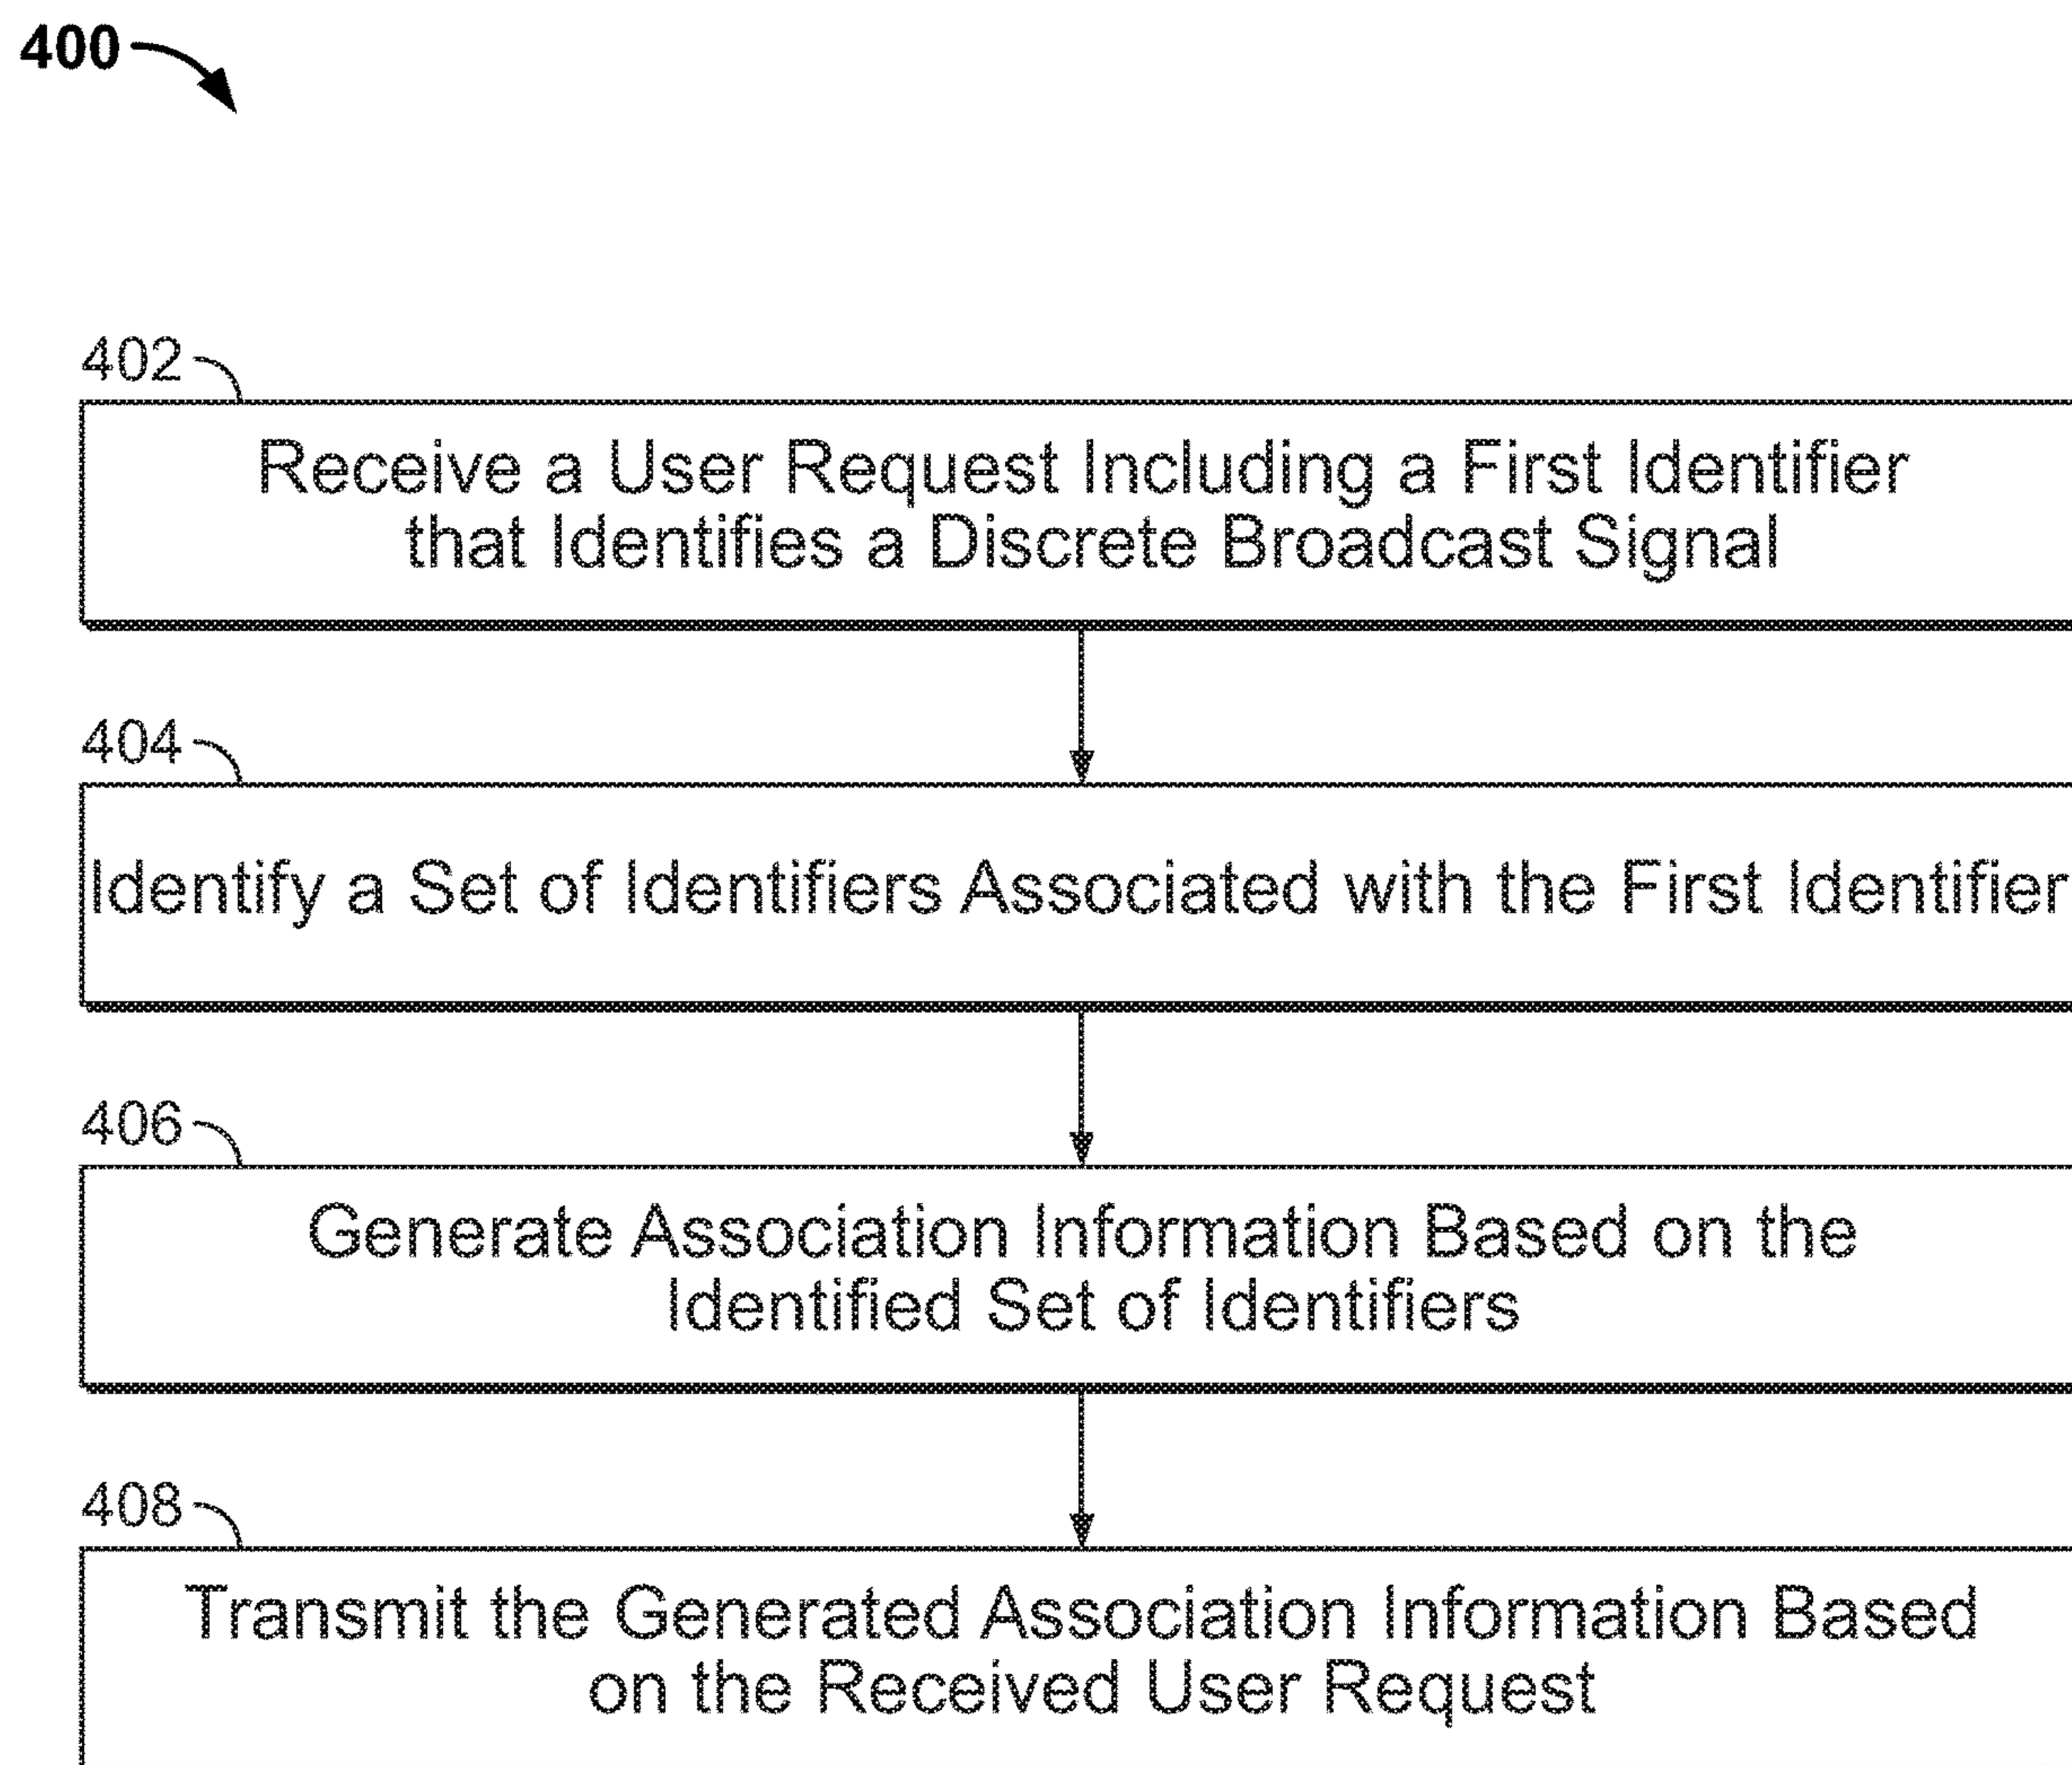 400
402
Receive a User Request Including a First Identifier
that Identifies a Discrete Broadcast Signal
404
Identify a Set of Identifiers Associated with the First Identifier
406
Generate Association Information Based on the
Identified Set of Identifiers
408
Transmit the Generated Association Information Based
on the Received User Request